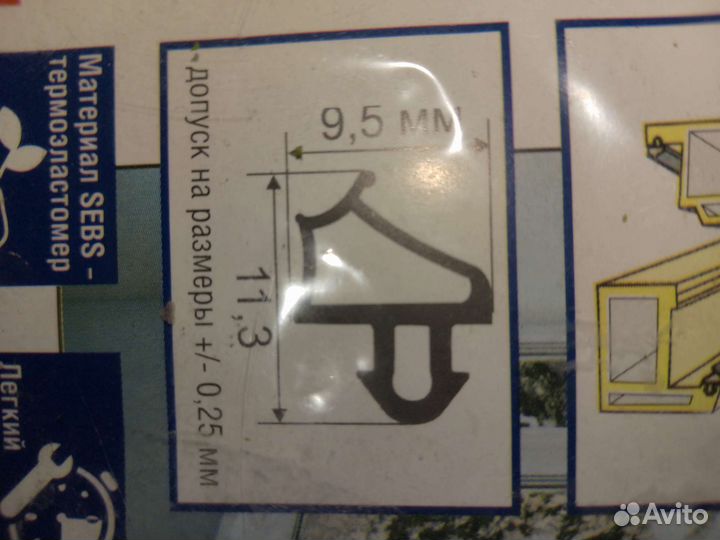 Материал SEBS –
термоэластомер
Легкий
*допуск на размеры +/- 0,25 мм
9,5 мм
11,3
Avito